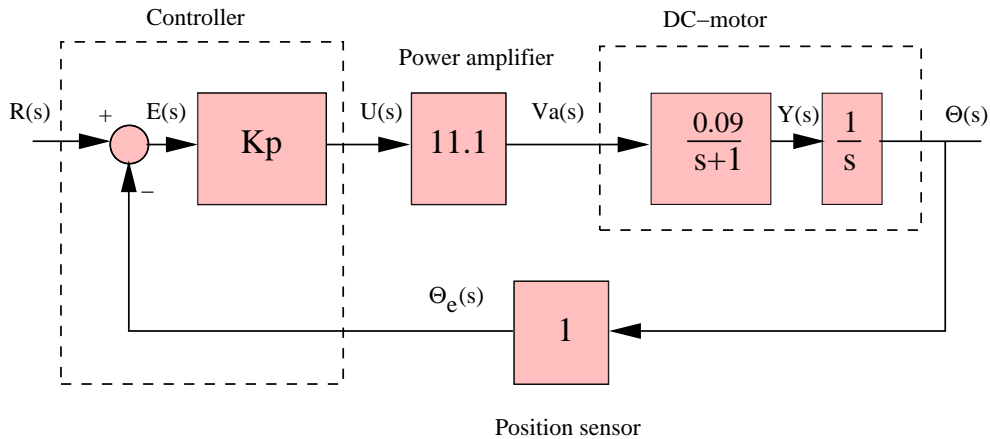 Controller
DC−motor
Power amplifier
R(s)
+
E(s)
Kp
U(s)
11.1
Va(s)
0.09
s+1
Y(s)
1
s
Θ(s)
−
Θe(s)
1
Position sensor